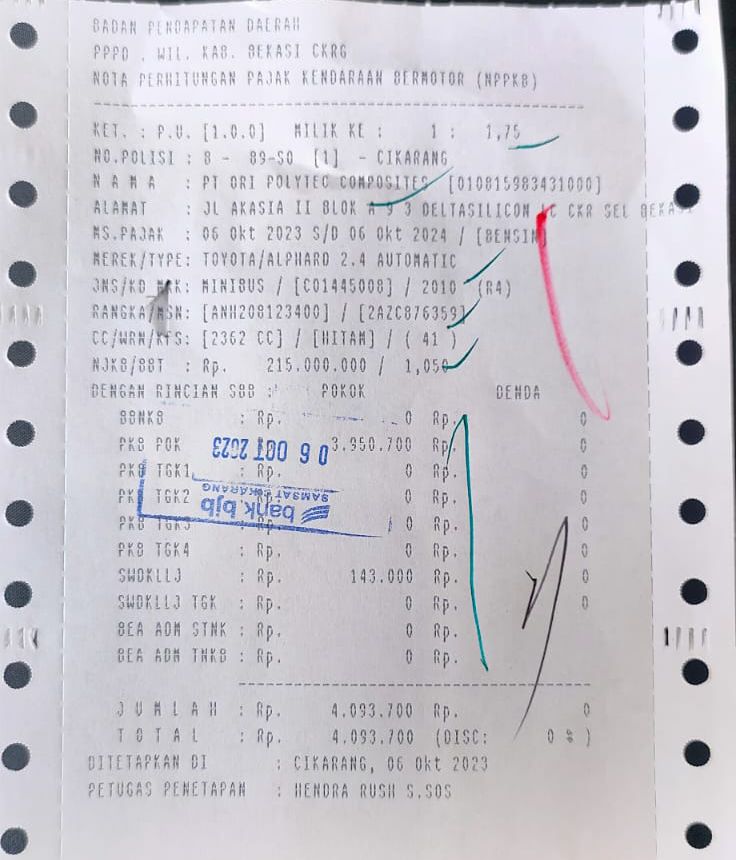 BADAN PENDAPATAN DAERAH
PPPD . WIL. KAB. BEKASI CKRG
NOTA PERHITUNGAN PAJAK KENDARAAN BERMOTOR (NPPKB)
KET. : P.U. [1.0.0] MILIK KE : 1 : 1,75
NO.POLISI : B - 89-SO [1] - CIKARANG
N A M A : PT ORI POLYTEC COMPOSITES [010815983431000]
ALAMAT : JL AKASIA II BLOK A 9 3 DELTASILICON CKR SEL BEKASI
MS.PAJAK : 06 Okt 2023 S/D 06 Okt 2024 / [BENSIN]
MEREK/TYPE: TOYOTA/ALPHARD 2.4 AUTOMATIC
JNS/KD MRK: MINIBUS / [C01445008] / 2010 (R4)
RANGKA/MSN: [ANH208123400] / [2AZC876359]
CC/WRN/KFS: [2362 CC] / [HITAM] / ( 41 )
NJKB/BBT : Rp. 215.000.000 / 1,050
DENGAN RINCIAN SBB : POKOK DENDA
BBNKB : Rp. 0 Rp. 0
PKB POK Rp. 3.950.700 Rp. 0
06 OCT 2023
PKB TGK1 : Rp. 0 Rp. 0
SAMSAT CIKARANG
PKB TGK2 : Rp. 0 Rp. 0
bank bjb
PKB TGK3 : Rp. 0 Rp. 0
PKB TGK4 : Rp. 0 Rp. 0
SWDKLLJ : Rp. 143.000 Rp. 0
SWDKLLJ TGK : Rp. 0 Rp. 0
BEA ADM STNK : Rp. 0 Rp.
BEA ADM TNKB : Rp. 0 Rp.
J U M L A H : Rp. 4.093.700 Rp. 0
T O T A L : Rp. 4.093.700 (DISC: 0 % )
DITETAPKAN DI : CIKARANG, 06 Okt 2023
PETUGAS PENETAPAN : HENDRA RUSH S.SOS